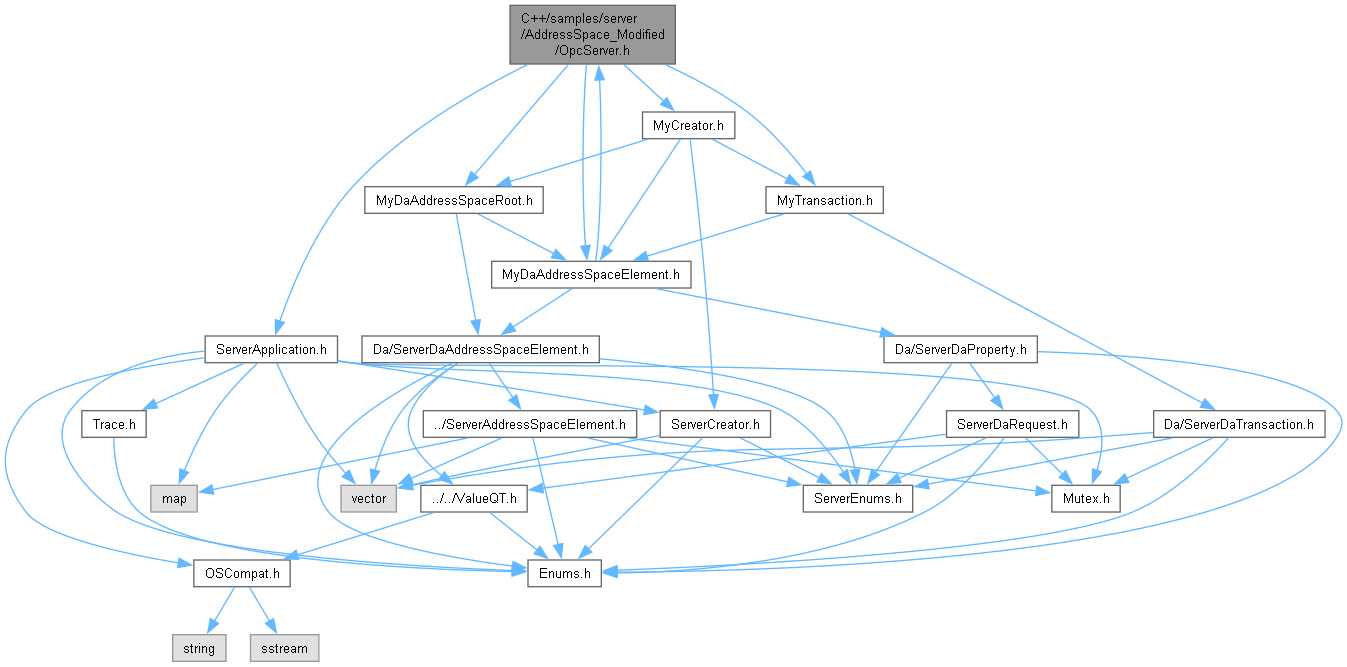 C++/samples/server
/AddressSpace_Modified
/OpcServer.h
MyCreator.h
MyDaAddressSpaceRoot.h
MyTransaction.h
MyDaAddressSpaceElement.h
ServerApplication.h
Da/ServerDaAddressSpaceElement.h
Da/ServerDaProperty.h
Trace.h
../ServerAddressSpaceElement.h
ServerCreator.h
ServerDaRequest.h
Da/ServerDaTransaction.h
map
vector
../../ValueQT.h
ServerEnums.h
Mutex.h
OSCompat.h
Enums.h
string
sstream